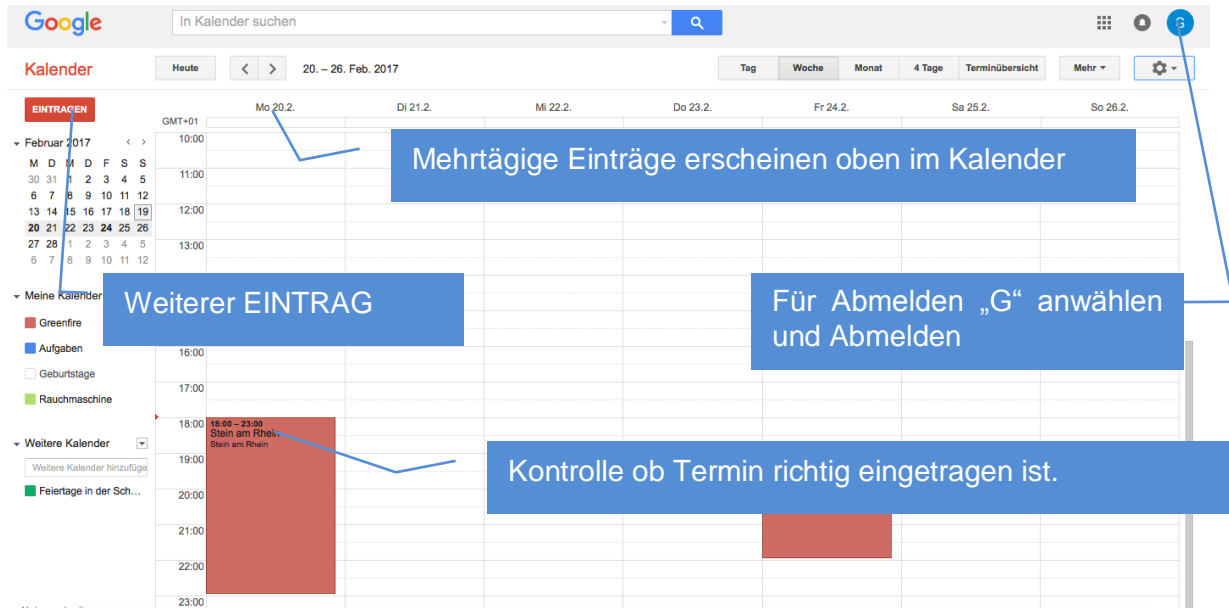 Google
In Kalender suchen
G
Kalender
Heute
20. – 26. Feb. 2017
Tag
Woche
Monat
4 Tage
Terminübersicht
Mehr
EINTRAGEN
Mo 20.2.
Di 21.2.
Mi 22.2.
Do 23.2.
Fr 24.2.
Sa 25.2.
So 26.2.
GMT+01
Februar 2017
M D M D F S S
30 31 1 2 3 4 5
6 7 8 9 10 11 12
13 14 15 16 17 18 19
20 21 22 23 24 25 26
27 28 1 2 3 4 5
6 7 8 9 10 11 12
Meine Kalender
Greenfire
Aufgaben
Geburtstage
Rauchmaschine
Weitere Kalender
Weitere Kalender hinzufüge
Feiertage in der Sch…
10:00
11:00
12:00
13:00
16:00
17:00
18:00
19:00
20:00
21:00
22:00
23:00
Mehrtägige Einträge erscheinen oben im Kalender
Weiterer EINTRAG
Für Abmelden „G“ anwählen
und Abmelden
18:00 – 23:00
Stein am Rhein
Stein am Rhein
Kontrolle ob Termin richtig eingetragen ist.